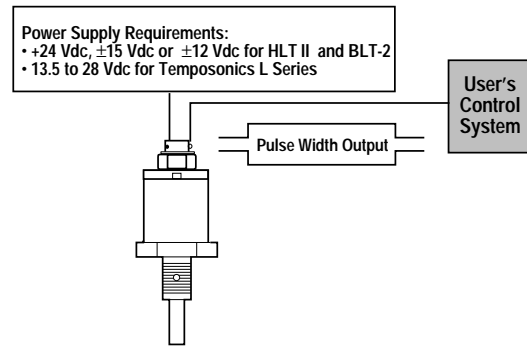 Power Supply Requirements:
• +24 Vdc, ±15 Vdc or ±12 Vdc for HLT II and BLT-2
• 13.5 to 28 Vdc for Temposonics L Series
User's
Control
System
Pulse Width Output